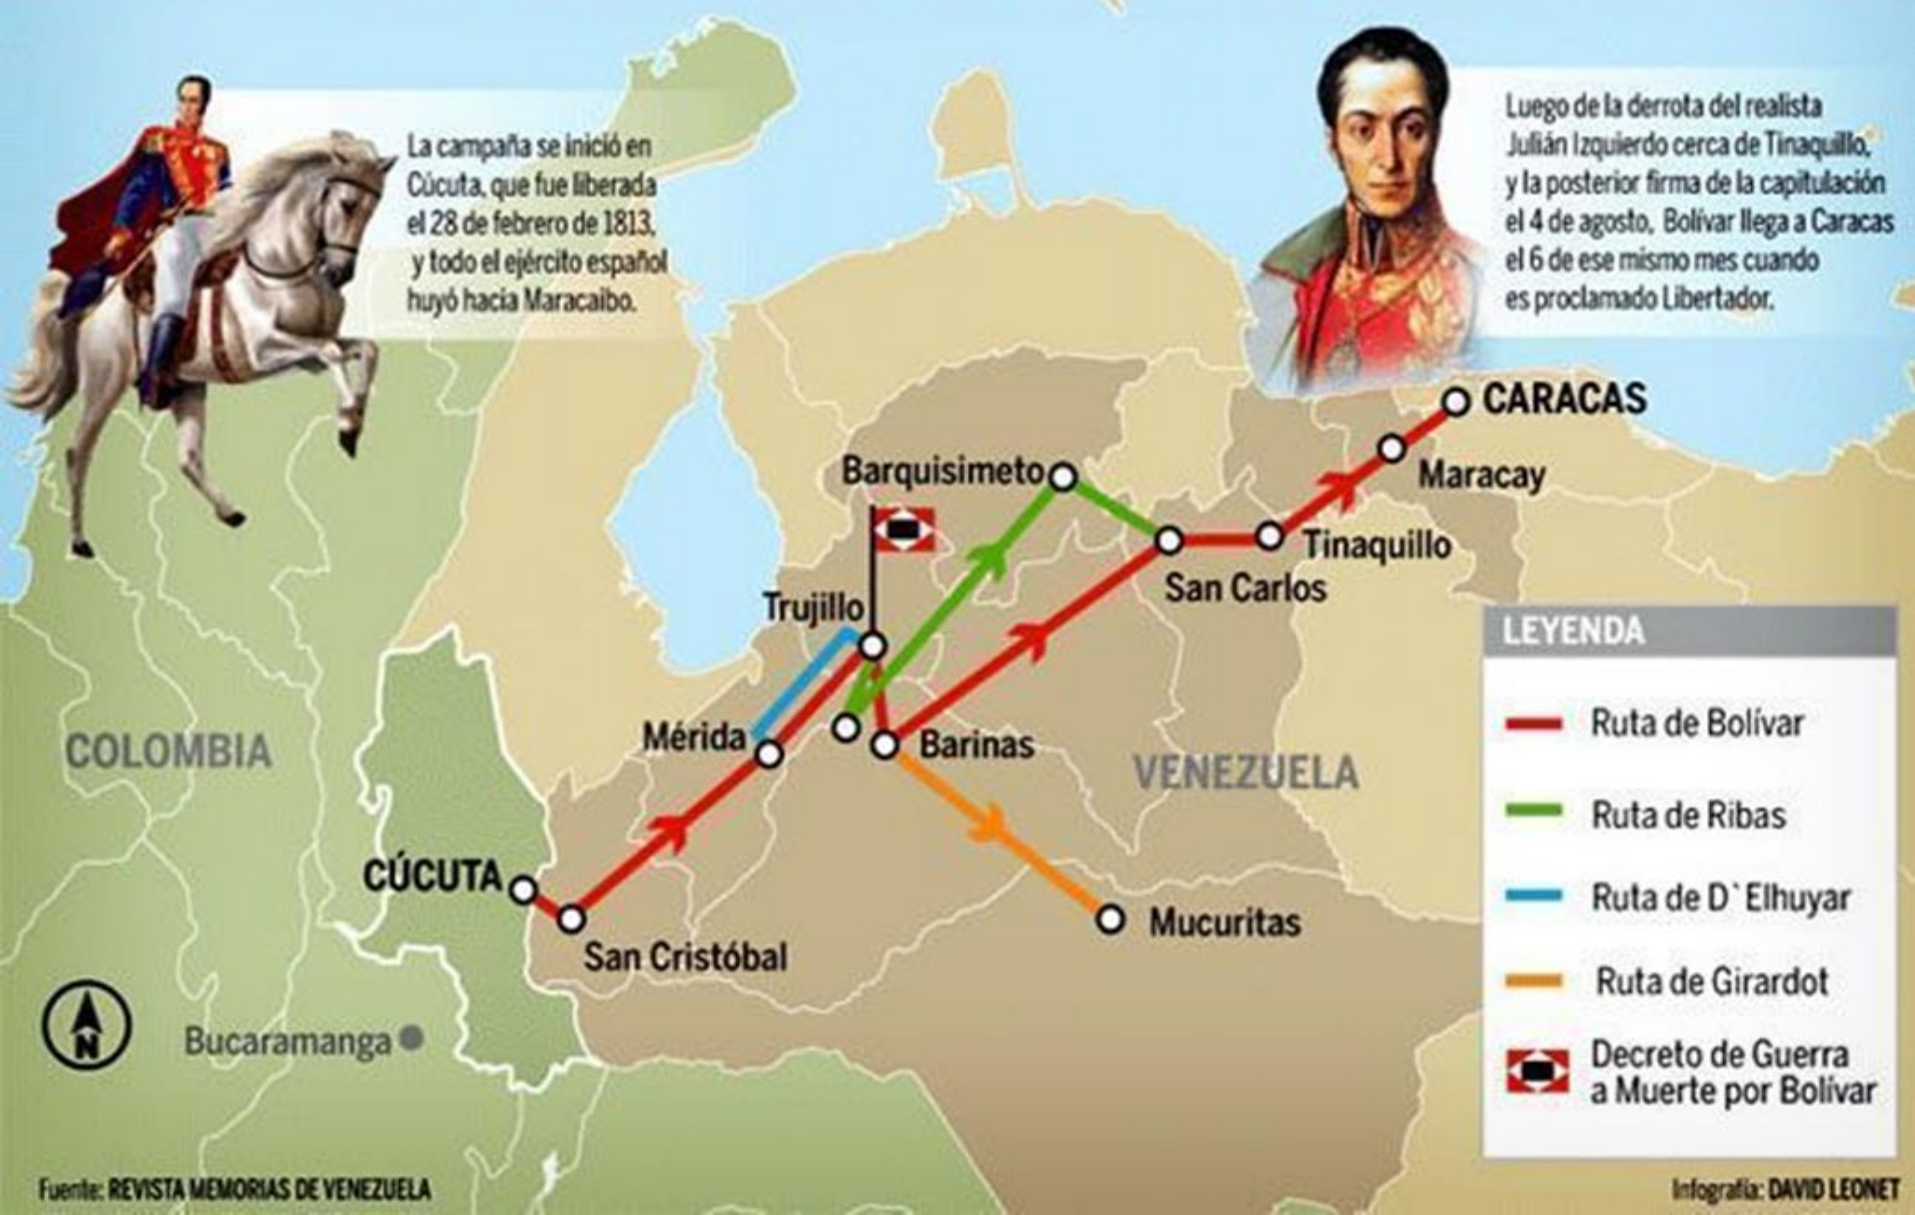 La campaña se inició en
Cúcuta, que fue liberada
el 28 de febrero de 1813,
y todo el ejército español
huyó hacia Maracaibo.
Luego de la derrota del realista
Julián Izquierdo cerca de Tinaquillo,
y la posterior firma de la capitulación
el 4 de agosto, Bolívar llega a Caracas
el 6 de ese mismo mes cuando
es proclamado Libertador.
CARACAS
Maracay
Barquisimeto
Tinaquillo
San Carlos
Trujillo
Mérida
Barinas
COLOMBIA
VENEZUELA
CÚCUTA
San Cristóbal
Mucuritas
Bucaramanga
N
LEYENDA
Ruta de Bolívar
Ruta de Ribas
Ruta de D`Elhuyar
Ruta de Girardot
Decreto de Guerra
a Muerte por Bolívar
Fuente: REVISTA MEMORIAS DE VENEZUELA
Infografía: DAVID LEONET